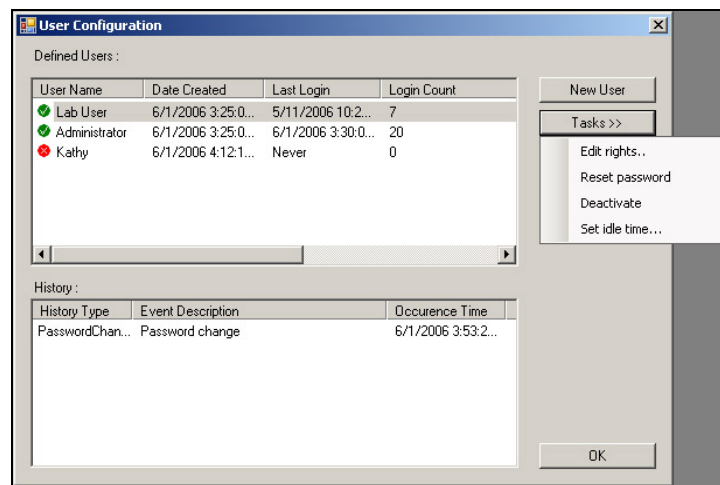 User Configuration
Defined Users :
User Name Date Created Last Login Login Count
Lab User 6/1/2006 3:25:0... 5/11/2006 10:2... 7
Administrator 6/1/2006 3:25:0... 6/1/2006 3:30:0... 20
Kathy 6/1/2006 4:12:1... Never 0
New User
Tasks >>
Edit rights..
Reset password
Deactivate
Set idle time...
History :
History Type Event Description Occurence Time
PasswordChan... Password change 6/1/2006 3:53:2...
OK